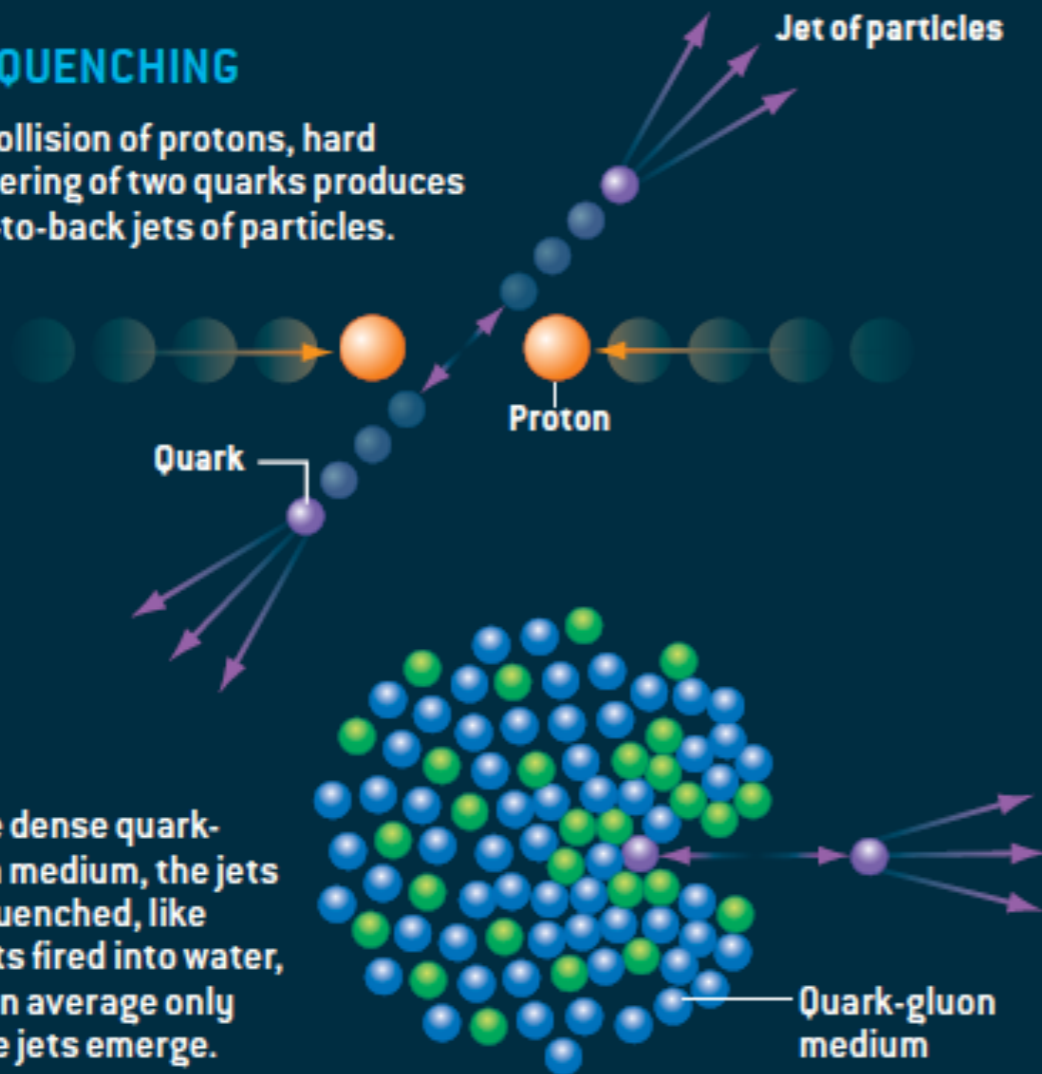 QUENCHING
Jet of particles
ollision of protons, hard
ering of two quarks produces
-to-back jets of particles.
Proton
Quark
e dense quark-
n medium, the jets
uenched, like
ts fired into water,
n average only
e jets emerge.
Quark-gluon
medium